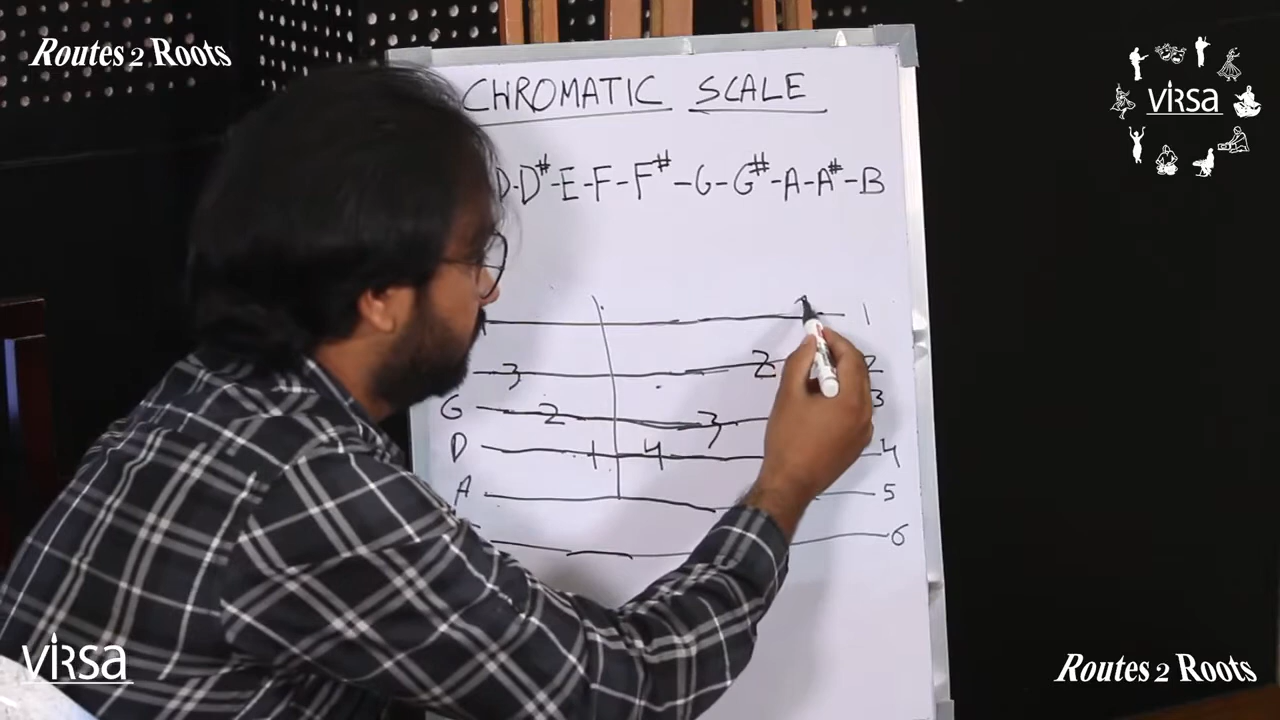 Routes 2 Roots
VIRSA
CHROMATIC SCALE
D-D#-E-F-F#-G-G#-A-A#-B
1
3 2 2
G 2 3 3
D 1 4 4
A 5
6
VIRSA
Routes 2 Roots